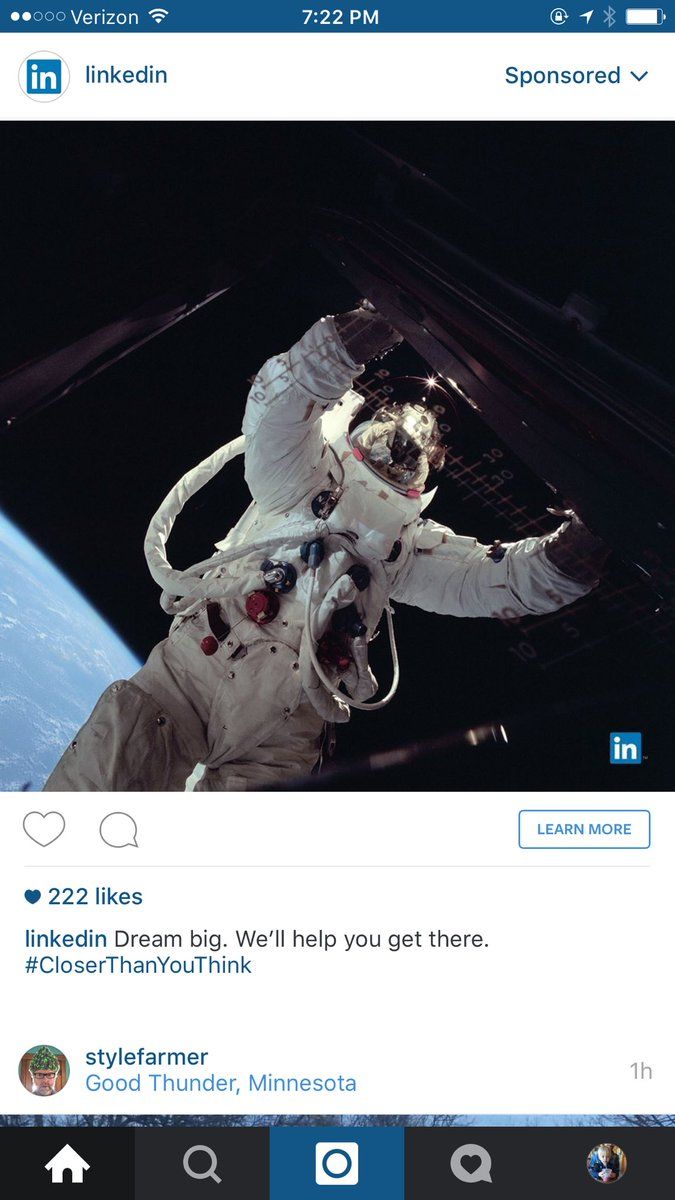 Verizon 7:22 PM
in linkedin Sponsored
in
LEARN MORE
222 likes
linkedin Dream big. We’ll help you get there.
#CloserThanYouThink
stylefarmer
Good Thunder, Minnesota 1h